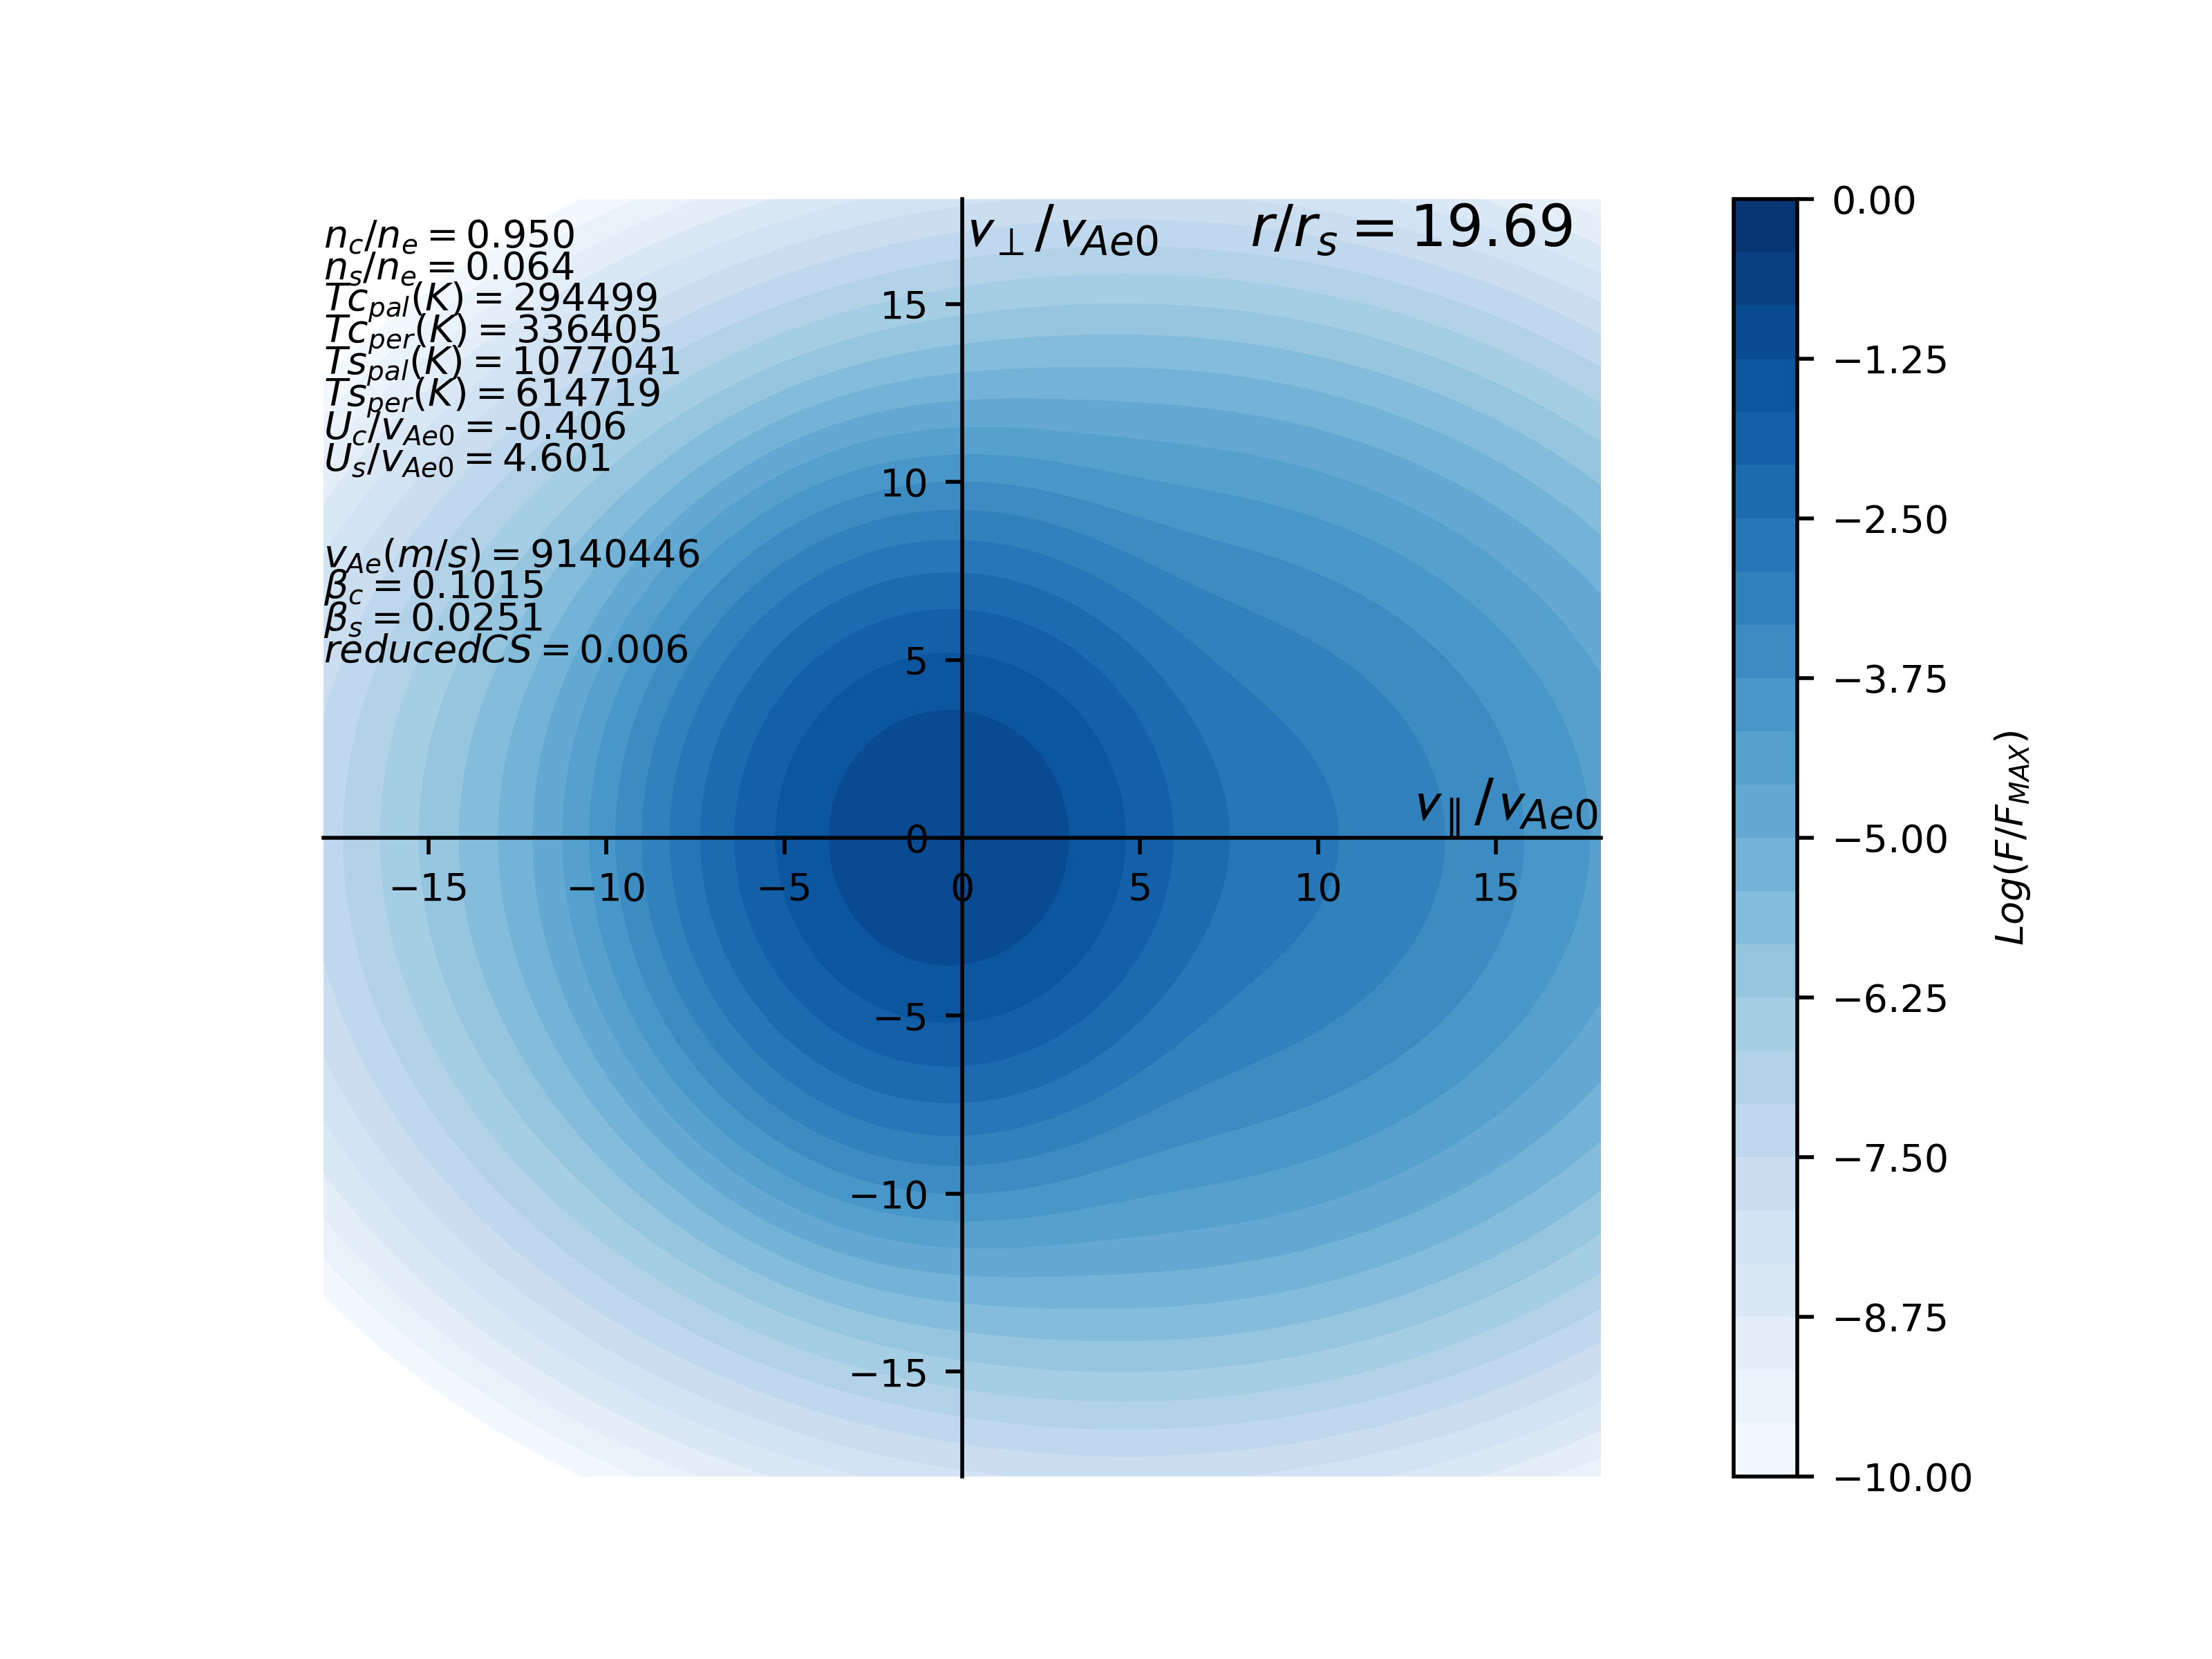 n_c/n_e = 0.950
n_s/n_e = 0.064
Tc_pal(K) = 294499
Tc_per(K) = 336405
Ts_pal(K) = 1077041
Ts_per(K) = 614719
U_c/v_Ae0 = -0.406
U_s/v_Ae0 = 4.601
v_Ae(m/s) = 9140446
β_c = 0.1015
β_s = 0.0251
reducedCS = 0.006
v_⊥/v_Ae0
r/r_s = 19.69
15
10
5
0
−5
−10
−15
v_∥/v_Ae0
−15 −10 −5 0 5 10 15
0.00
−1.25
−2.50
−3.75
−5.00
−6.25
−7.50
−8.75
−10.00
Log(F/F_MAX)